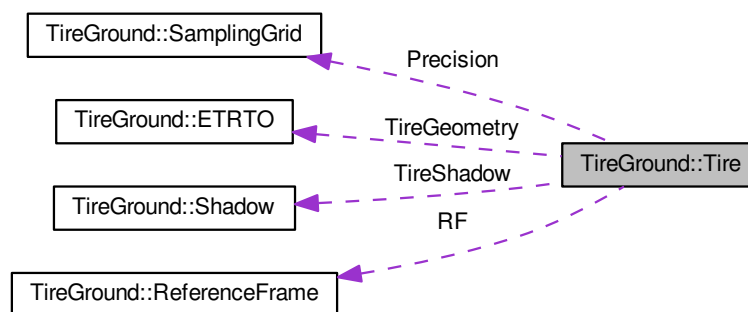 TireGround::SamplingGrid
Precision
TireGround::ETRTO
TireGeometry
TireGround::Tire
TireShadow
TireGround::Shadow
RF
TireGround::ReferenceFrame